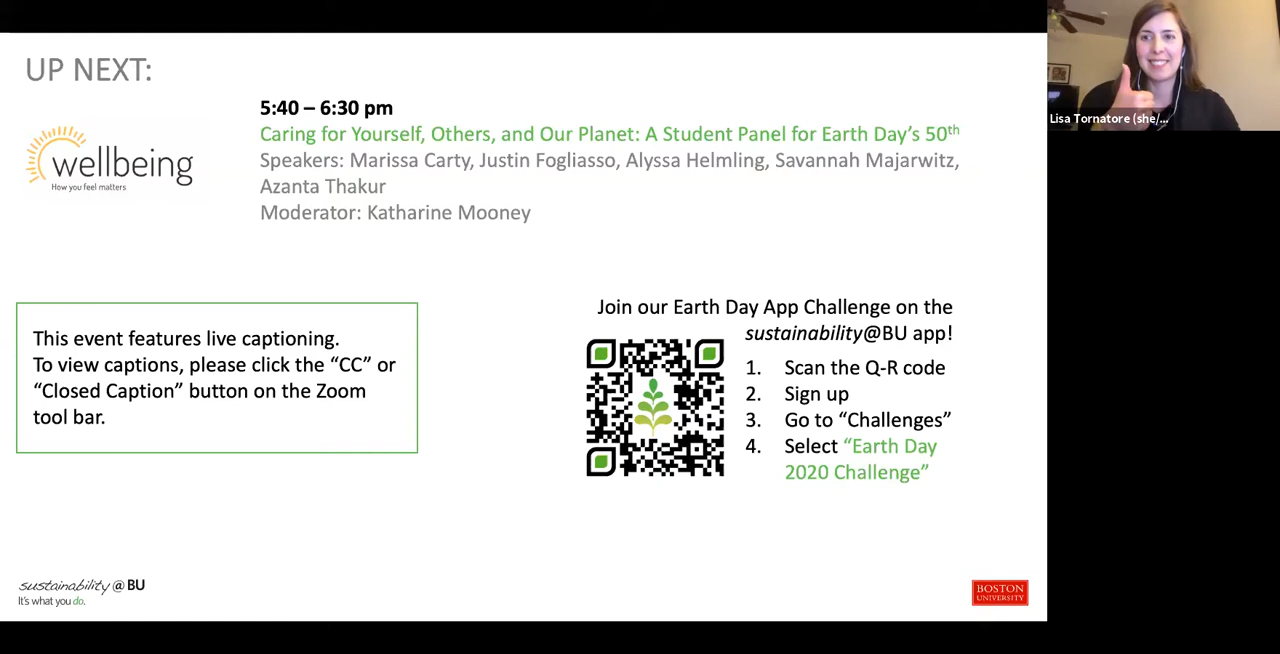 UP NEXT:
5:40 – 6:30 pm
Caring for Yourself, Others, and Our Planet: A Student Panel for Earth Day's 50th
Speakers: Marissa Carty, Justin Fogliasso, Alyssa Helmling, Savannah Majarwitz,
Azanta Thakur
Moderator: Katharine Mooney
wellbeing
How you feel matters
This event features live captioning.
To view captions, please click the “CC” or
“Closed Caption” button on the Zoom
tool bar.
Join our Earth Day App Challenge on the
sustainability@BU app!
1. Scan the Q-R code
2. Sign up
3. Go to “Challenges”
4. Select “Earth Day
2020 Challenge”
sustainability @ BU
It's what you do.
BOSTON
UNIVERSITY
Lisa Tornatore (she/...